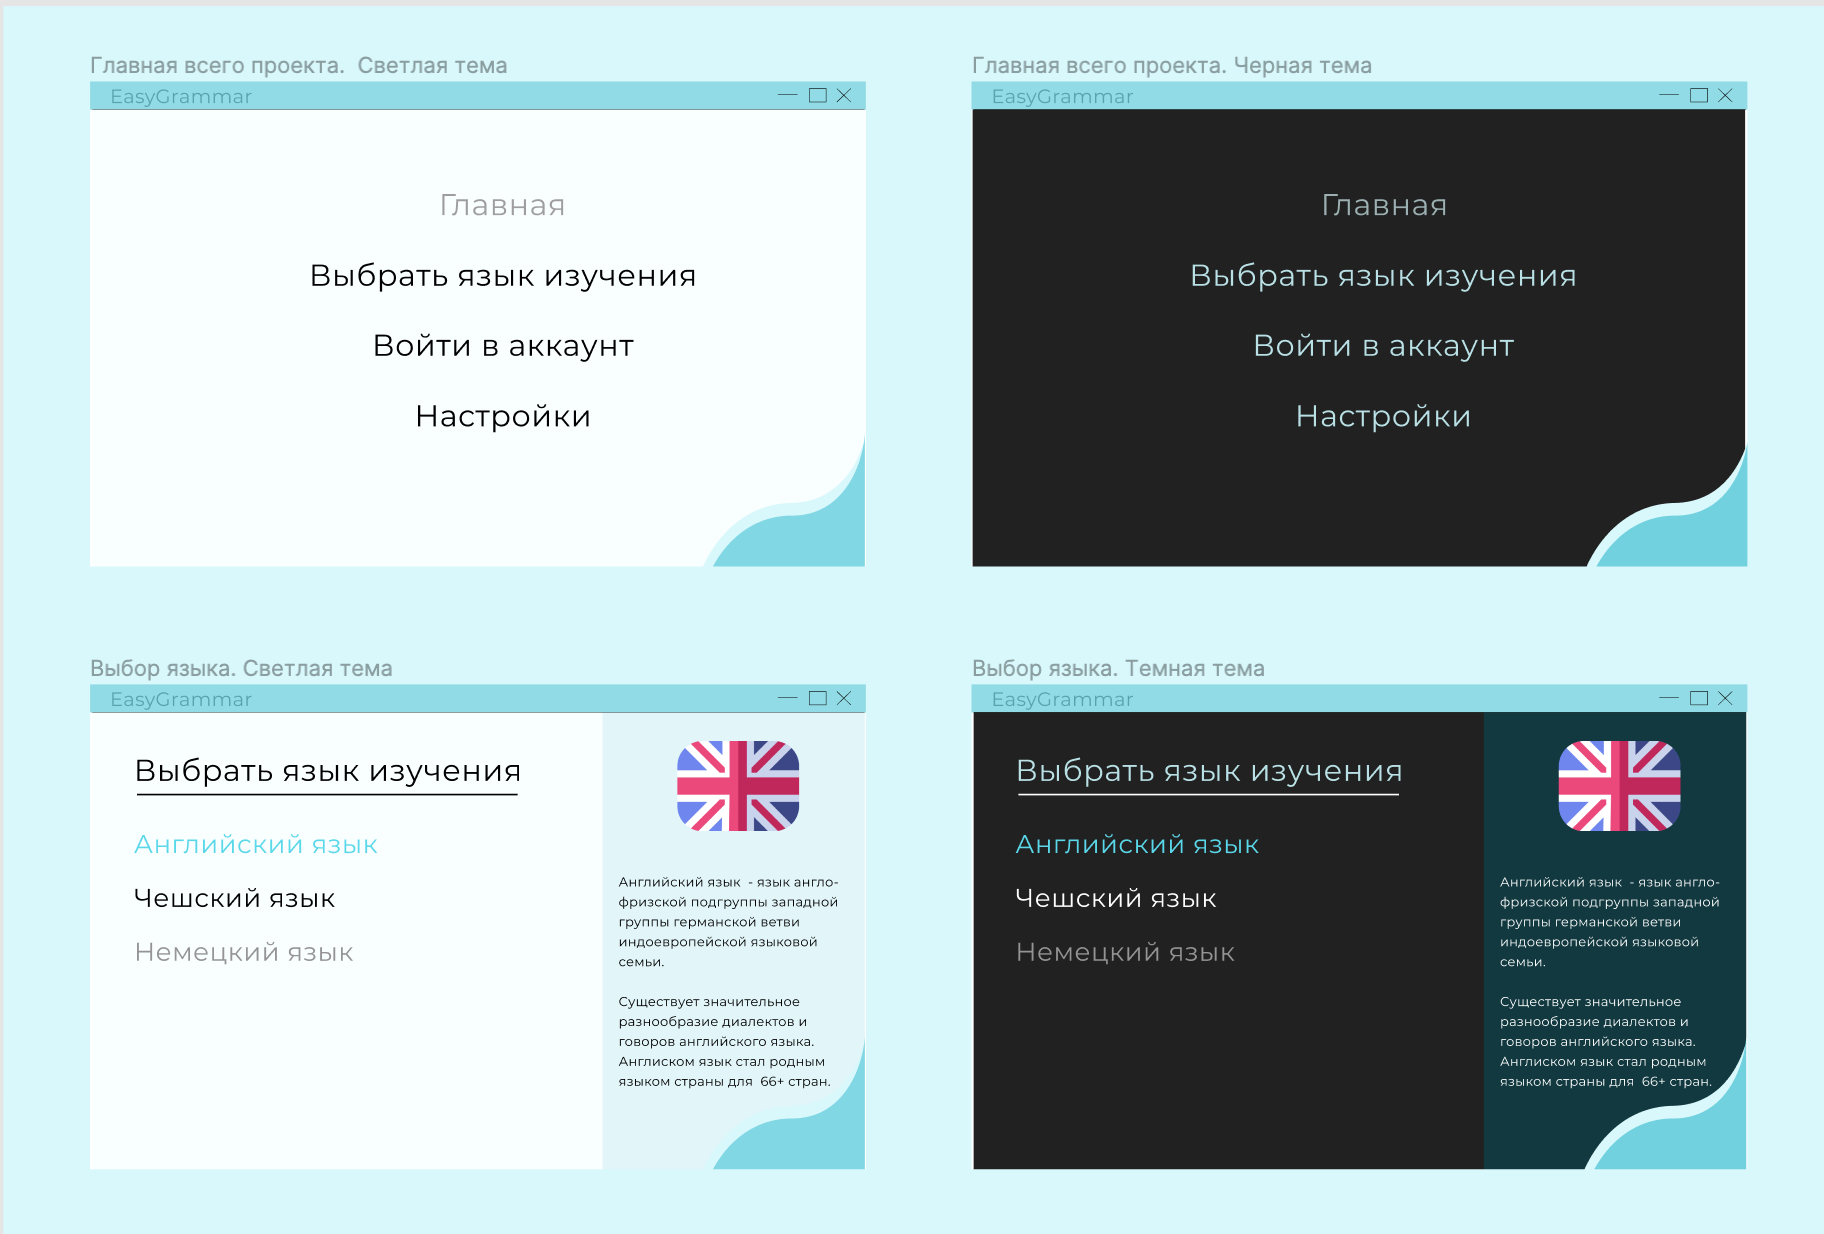 Главная всего проекта.  Светлая тема
EasyGrammar
Главная
Выбрать язык изучения
Войти в аккаунт
Настройки
Главная всего проекта. Черная тема
EasyGrammar
Главная
Выбрать язык изучения
Войти в аккаунт
Настройки
Выбор языка. Светлая тема
EasyGrammar
Выбрать язык изучения
Английский язык
Чешский язык
Немецкий язык
Английский язык  - язык англо-
фризской подгруппы западной
группы германской ветви
индоевропейской языковой
семьи.
Существует значительное
разнообразие диалектов и
говоров английского языка.
Англиском язык стал родным
языком страны для  66+ стран.
Выбор языка. Темная тема
EasyGrammar
Выбрать язык изучения
Английский язык
Чешский язык
Немецкий язык
Английский язык  - язык англо-
фризской подгруппы западной
группы германской ветви
индоевропейской языковой
семьи.
Существует значительное
разнообразие диалектов и
говоров английского языка.
Англиском язык стал родным
языком страны для  66+ стран.